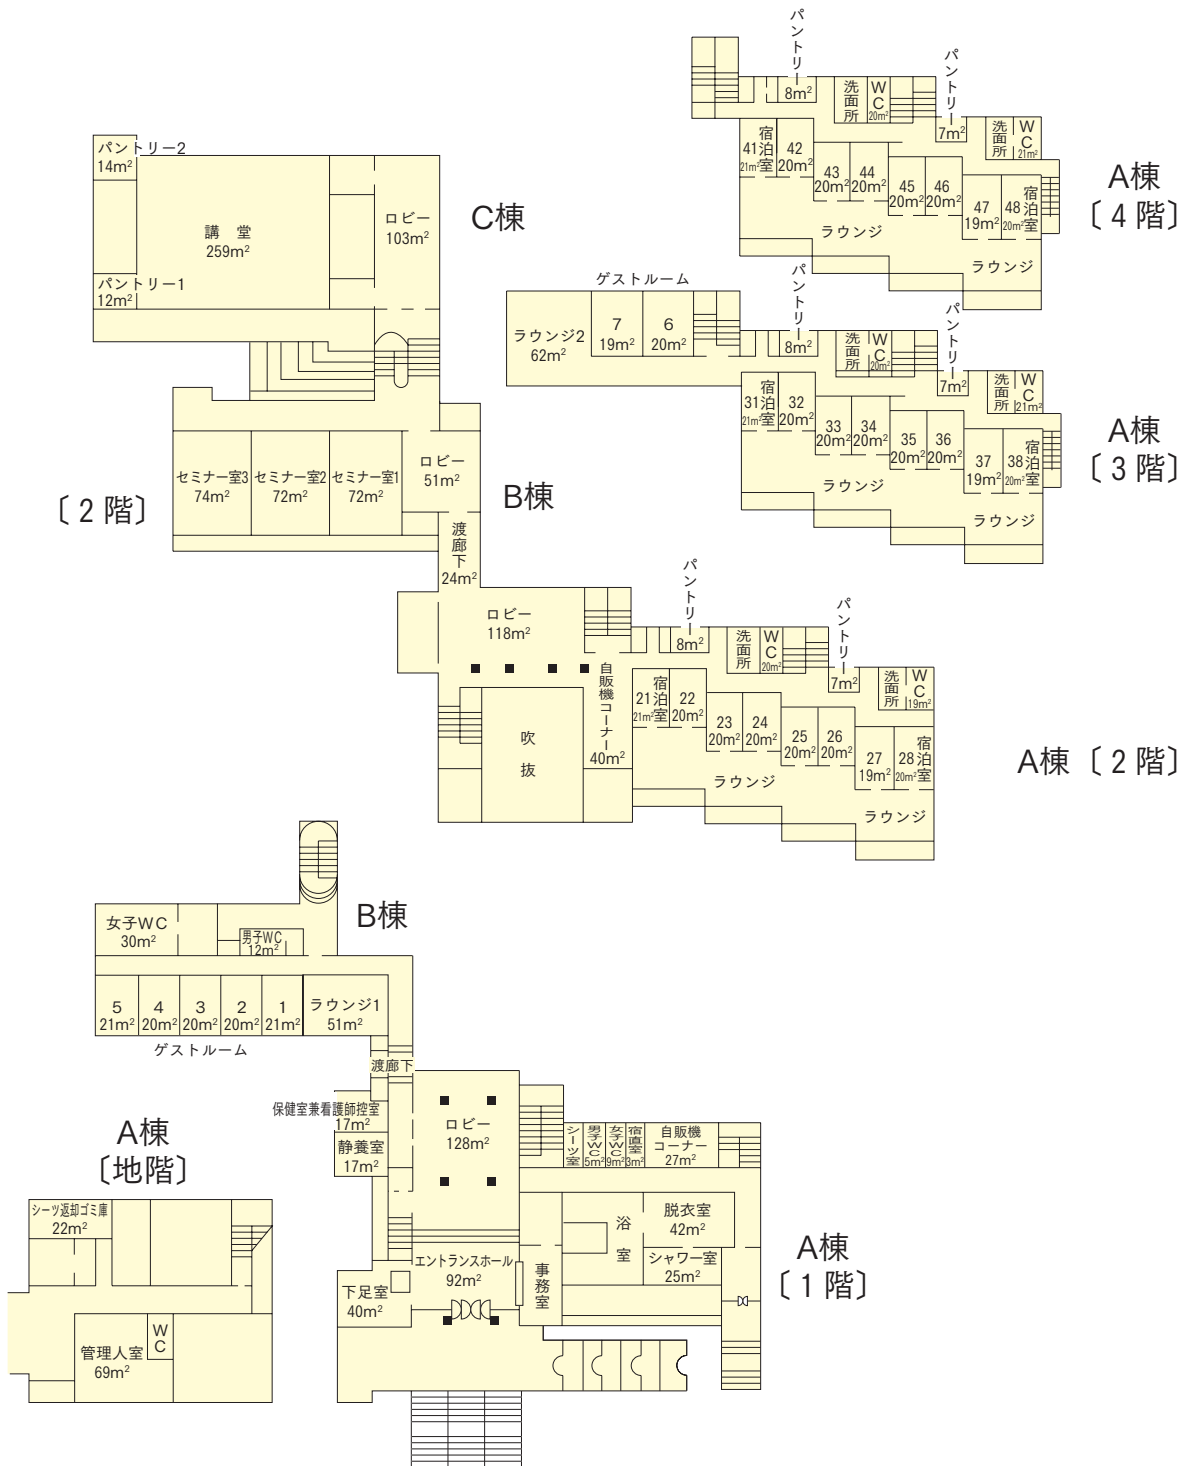 パントリー
8m²
洗面所
WC
20m²
パントリー
7m²
洗面所
WC
21m²
41
21m²
宿泊室
42
20m²
43
20m²
44
20m²
45
20m²
46
20m²
47
19m²
48
20m²
宿泊室
ラウンジ
ラウンジ
A棟
〔4階〕
パントリー2
14m²
講 堂
259m²
ロビー
103m²
パントリー1
12m²
C棟
ゲストルーム
ラウンジ2
62m²
7
19m²
6
20m²
パントリー
8m²
洗面所
WC
20m²
パントリー
7m²
洗面所
WC
21m²
31
21m²
宿泊室
32
20m²
33
20m²
34
20m²
35
20m²
36
20m²
37
19m²
38
20m²
宿泊室
ラウンジ
ラウンジ
A棟
〔3階〕
〔2階〕
セミナー室3
74m²
セミナー室2
72m²
セミナー室1
72m²
ロビー
51m²
B棟
渡廊下
24m²
ロビー
118m²
自販機コーナー
40m²
吹抜
パントリー
8m²
洗面所
WC
20m²
パントリー
7m²
洗面所
WC
19m²
21
21m²
宿泊室
22
20m²
23
20m²
24
20m²
25
20m²
26
20m²
27
19m²
28
20m²
宿泊室
ラウンジ
ラウンジ
A棟〔2階〕
B棟
女子WC
30m²
男子WC
12m²
5
21m²
4
20m²
3
20m²
2
20m²
1
21m²
ラウンジ1
51m²
ゲストルーム
渡廊下
保健室兼看護師控室
17m²
静養室
17m²
ロビー
128m²
シーツ室
男子WC
5m²
女子WC
9m²
宿直室
3m²
自販機
コーナー
27m²
浴室
脱衣室
42m²
シャワー室
25m²
エントランスホール
92m²
事務室
下足室
40m²
A棟
〔1階〕
A棟
〔地階〕
シーツ返却ゴミ庫
22m²
WC
管理人室
69m²